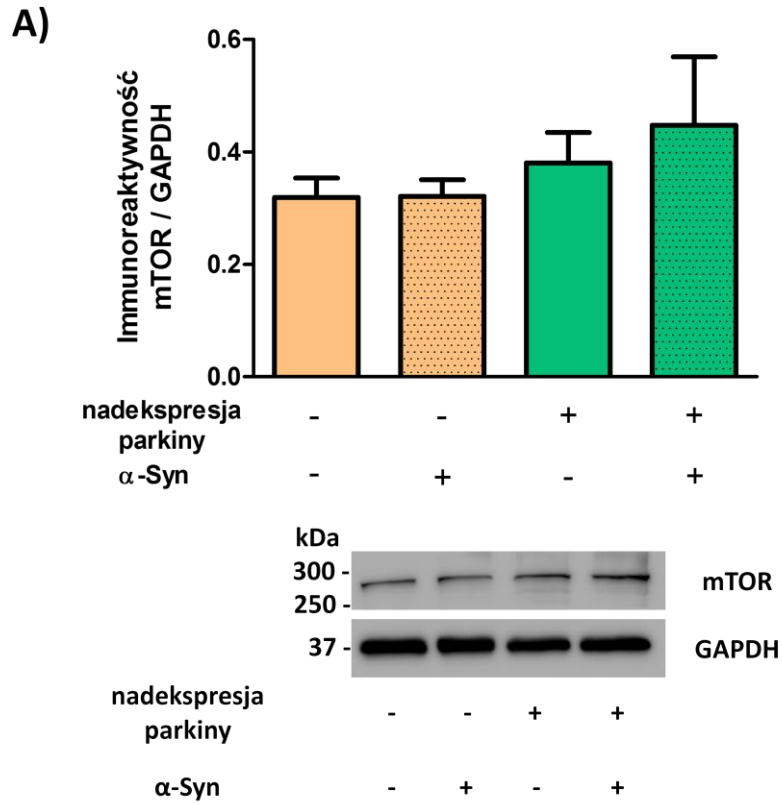 A)
Immunoreaktywność
mTOR / GAPDH
0.6
0.4
0.2
0.0
nadekspresja
parkiny
- - + +
α-Syn
- + - +
kDa
300 -
250 -
mTOR
37 -
GAPDH
nadekspresja
parkiny
- - + +
α-Syn
- + - +